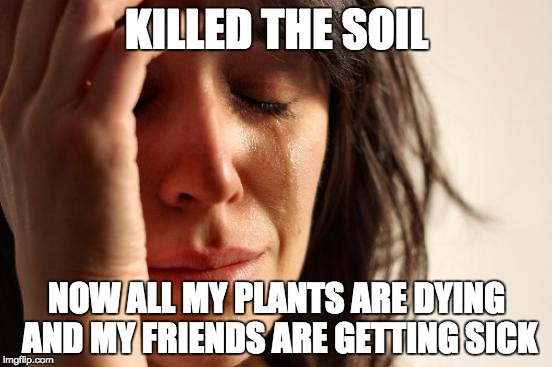 KILLED THE SOIL
NOW ALL MY PLANTS ARE DYING
AND MY FRIENDS ARE GETTING SICK
imgflip.com